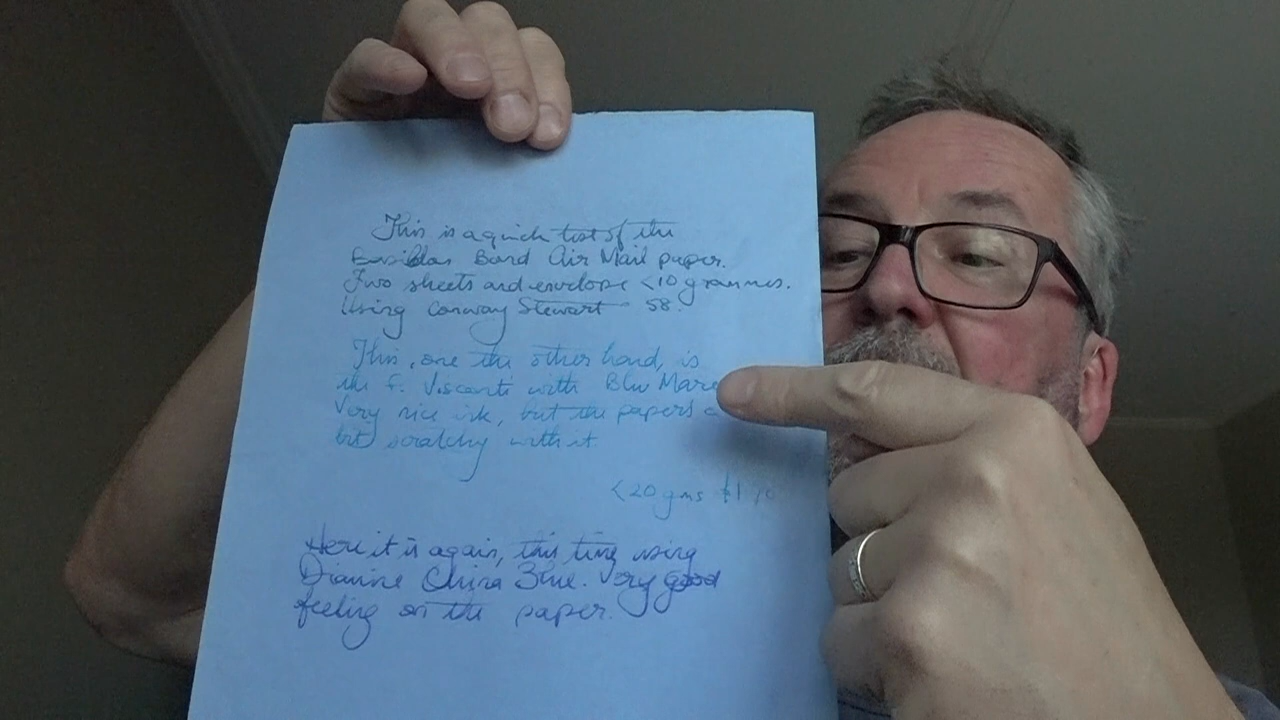 This is a quick test of the
Basildon Bond Air Mail paper.
Two sheets and envelope <10 grammes.
Using Conway Stewart 58.
This, one the other hand, is
the F. Visconti with Blu Mare
Very nice ink, but the papers a
bit scratchy with it.
<20 gms
Here it is again, this time using
Diamine China Blue. Very good
feeling on the paper.